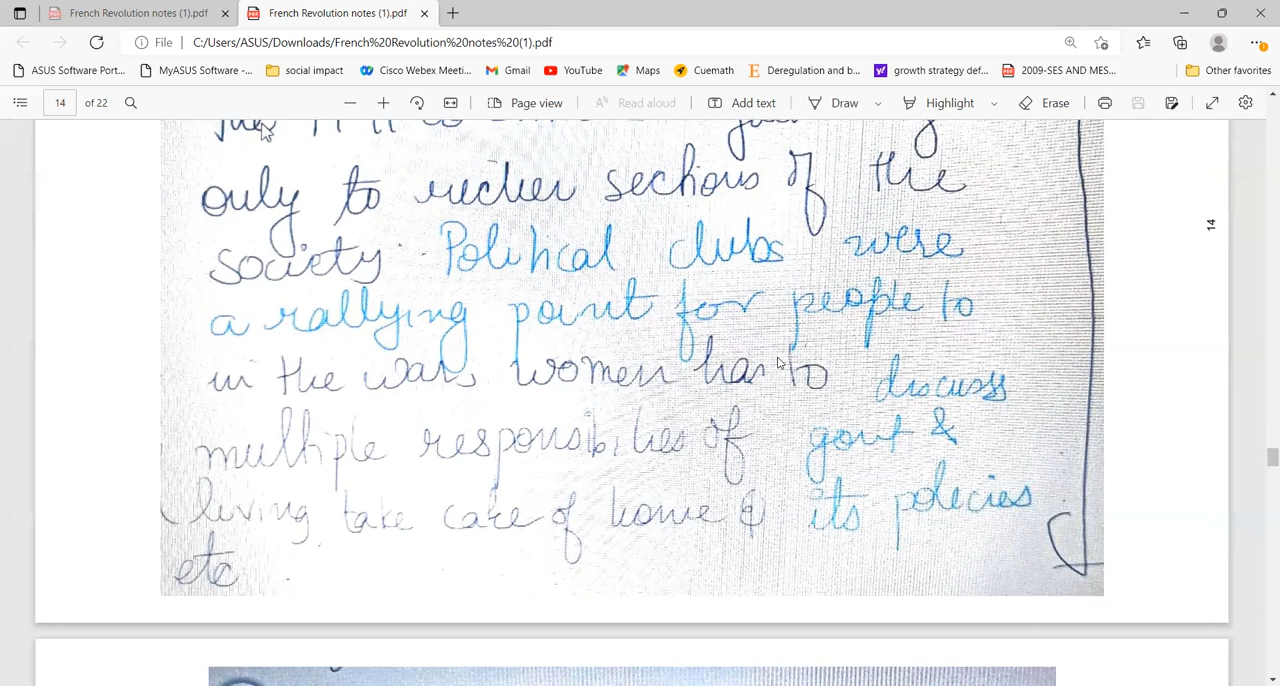 French Revolution notes (1).pdf
French Revolution notes (1).pdf
File C:/Users/ASUS/Downloads/French%20Revolution%20notes%20(1).pdf
ASUS Software Port... MyASUS Software -... social impact Cisco Webex Meeti... Gmail YouTube Maps Cuemath Deregulation and b... growth strategy def... 2009-SES AND MES... Other favorites
14 of 22 Page view Read aloud Add text Draw Highlight Erase
only to richer sections of the
society. Political clubs were
a rallying point for people to
in the war, women had to discuss
multiple responsibilities of govt &
living, take care of home & its policies
etc
14